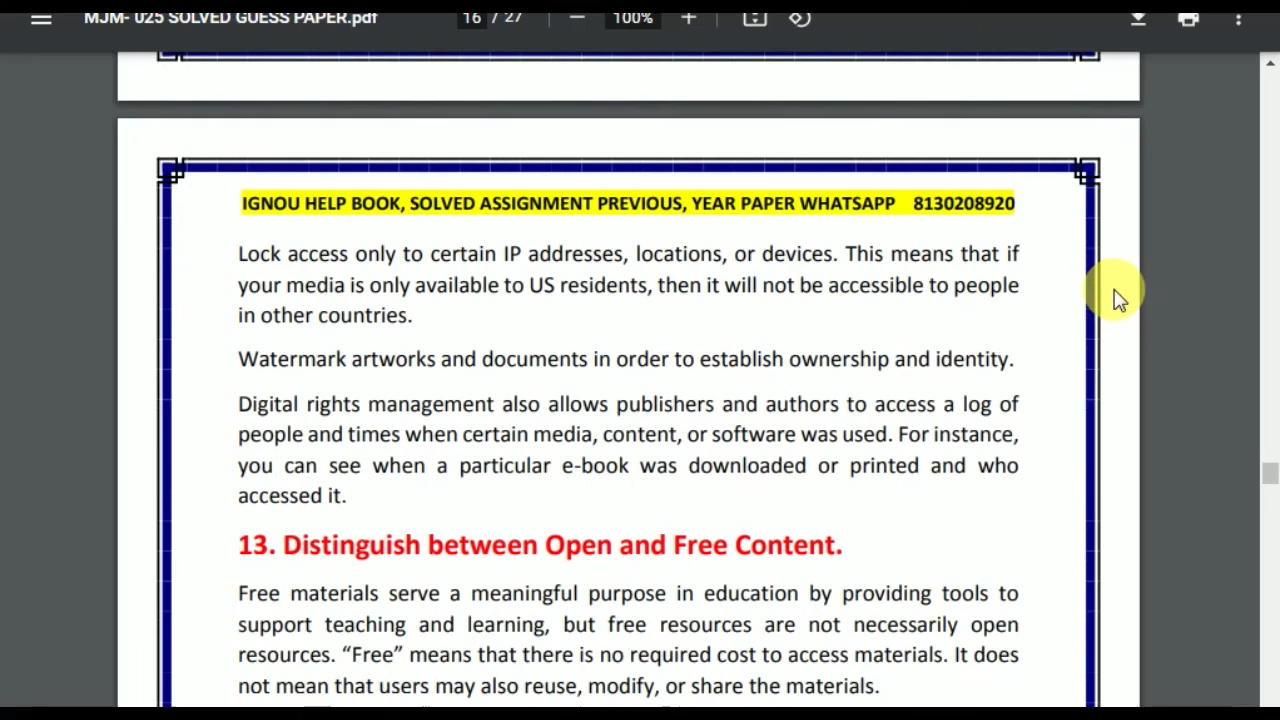 MJM- 025 SOLVED GUESS PAPER.pdf
16 / 27
100%
IGNOU HELP BOOK, SOLVED ASSIGNMENT PREVIOUS, YEAR PAPER WHATSAPP 8130208920
Lock access only to certain IP addresses, locations, or devices. This means that if
your media is only available to US residents, then it will not be accessible to people
in other countries.
Watermark artworks and documents in order to establish ownership and identity.
Digital rights management also allows publishers and authors to access a log of
people and times when certain media, content, or software was used. For instance,
you can see when a particular e-book was downloaded or printed and who
accessed it.
13. Distinguish between Open and Free Content.
Free materials serve a meaningful purpose in education by providing tools to
support teaching and learning, but free resources are not necessarily open
resources. “Free” means that there is no required cost to access materials. It does
not mean that users may also reuse, modify, or share the materials.